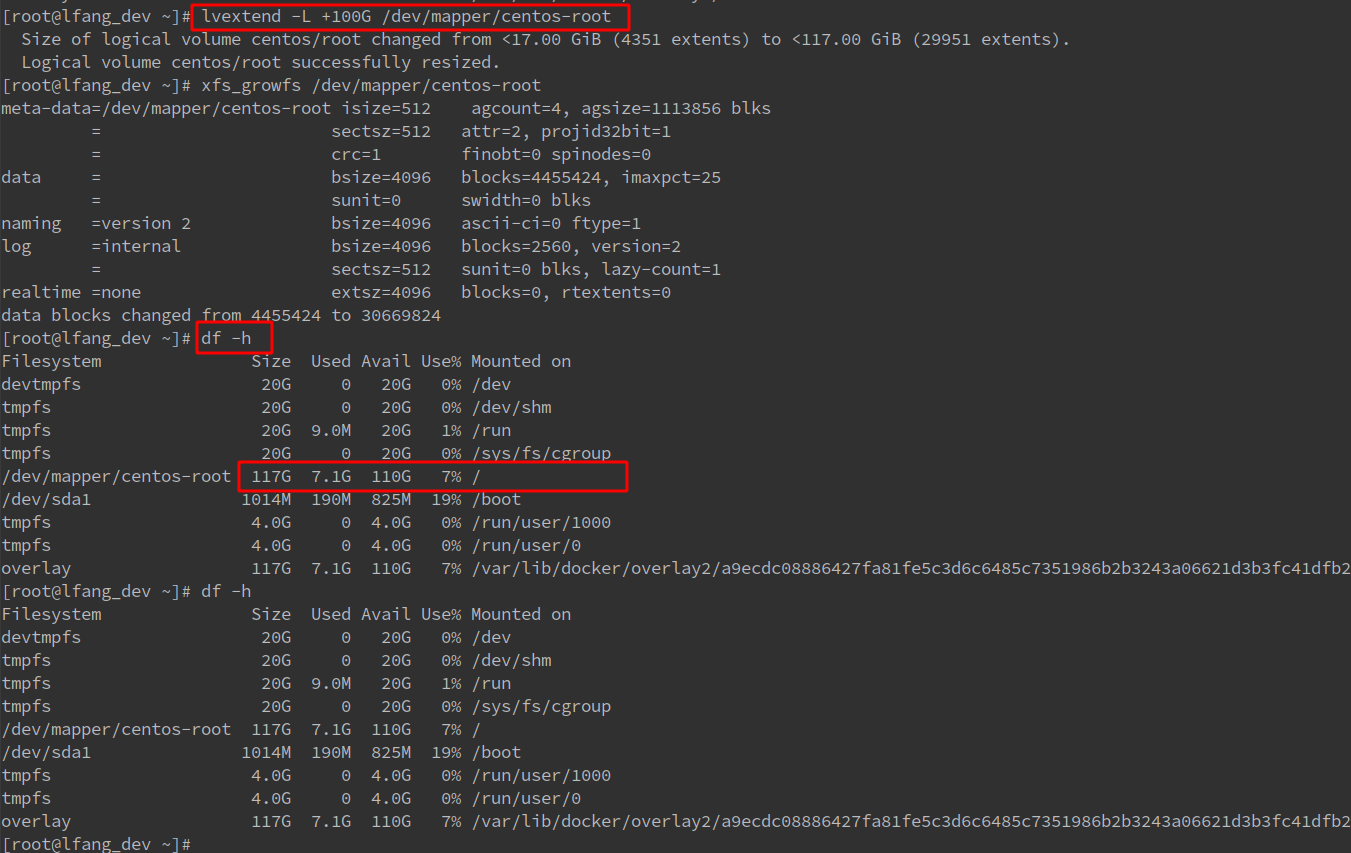 [root@lfang_dev ~]# lvextend -L +100G /dev/mapper/centos-root
  Size of logical volume centos/root changed from <17.00 GiB (4351 extents) to <117.00 GiB (29951 extents).
  Logical volume centos/root successfully resized.
[root@lfang_dev ~]# xfs_growfs /dev/mapper/centos-root
meta-data=/dev/mapper/centos-root isize=512    agcount=4, agsize=1113856 blks
         =                       sectsz=512   attr=2, projid32bit=1
         =                       crc=1        finobt=0 spinodes=0
data     =                       bsize=4096   blocks=4455424, imaxpct=25
         =                       sunit=0      swidth=0 blks
naming   =version 2              bsize=4096   ascii-ci=0 ftype=1
log      =internal               bsize=4096   blocks=2560, version=2
         =                       sectsz=512   sunit=0 blks, lazy-count=1
realtime =none                   extsz=4096   blocks=0, rtextents=0
data blocks changed from 4455424 to 30669824
[root@lfang_dev ~]# df -h
Filesystem               Size  Used Avail Use% Mounted on
devtmpfs                  20G     0   20G   0% /dev
tmpfs                     20G     0   20G   0% /dev/shm
tmpfs                     20G  9.0M   20G   1% /run
tmpfs                     20G     0   20G   0% /sys/fs/cgroup
/dev/mapper/centos-root  117G  7.1G  110G   7% /
/dev/sda1               1014M  190M  825M  19% /boot
tmpfs                    4.0G     0  4.0G   0% /run/user/1000
tmpfs                    4.0G     0  4.0G   0% /run/user/0
overlay                  117G  7.1G  110G   7% /var/lib/docker/overlay2/a9ecdc08886427fa81fe5c3d6c6485c7351986b2b3243a06621d3b3fc41dfb2
[root@lfang_dev ~]# df -h
Filesystem               Size  Used Avail Use% Mounted on
devtmpfs                  20G     0   20G   0% /dev
tmpfs                     20G     0   20G   0% /dev/shm
tmpfs                     20G  9.0M   20G   1% /run
tmpfs                     20G     0   20G   0% /sys/fs/cgroup
/dev/mapper/centos-root  117G  7.1G  110G   7% /
/dev/sda1               1014M  190M  825M  19% /boot
tmpfs                    4.0G     0  4.0G   0% /run/user/1000
tmpfs                    4.0G     0  4.0G   0% /run/user/0
overlay                  117G  7.1G  110G   7% /var/lib/docker/overlay2/a9ecdc08886427fa81fe5c3d6c6485c7351986b2b3243a06621d3b3fc41dfb2
[root@lfang_dev ~]#